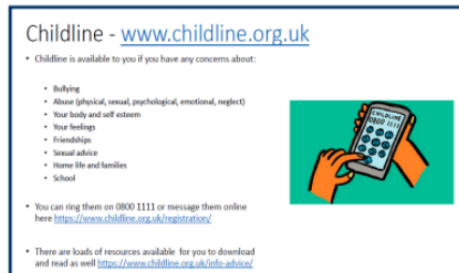 Childline - www.childline.org.uk
• Childline is available to you if you have any concerns about:
• Bullying
• Abuse (physical, sexual, psychological, emotional, neglect)
• Your body and self esteem
• Your feelings
• Friendships
• Sexual advice
• Home life and families
• School
CHILDLINE
0800 1111
• You can ring them on 0800 1111 or message them online
here https://www.childline.org.uk/registration/
• There are loads of resources available for you to download
and read as well https://www.childline.org.uk/info-advice/